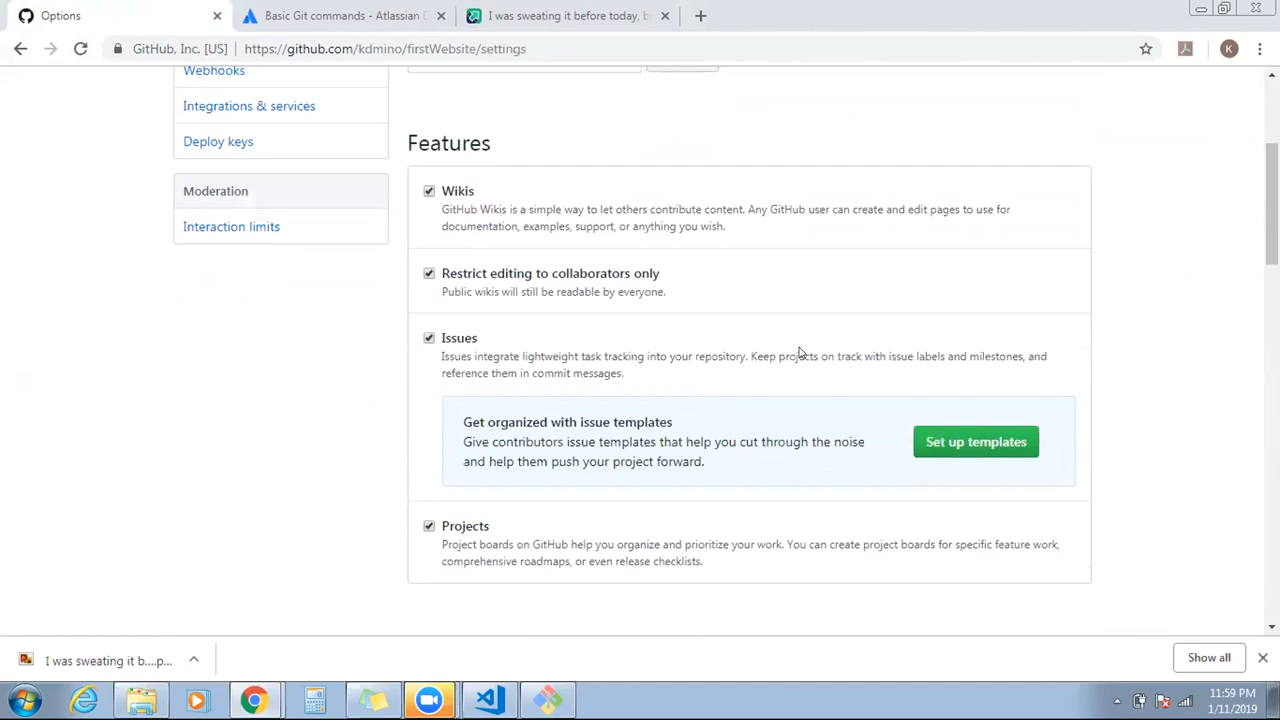 Options
Basic Git commands - Atlassian D
I was sweating it before today, b
GitHub, Inc. [US]
https://github.com/kdmino/firstWebsite/settings
K
Webhooks
Integrations & services
Deploy keys
Moderation
Interaction limits
Features
Wikis
GitHub Wikis is a simple way to let others contribute content. Any GitHub user can create and edit pages to use for
documentation, examples, support, or anything you wish.
Restrict editing to collaborators only
Public wikis will still be readable by everyone.
Issues
Issues integrate lightweight task tracking into your repository. Keep projects on track with issue labels and milestones, and
reference them in commit messages.
Get organized with issue templates
Give contributors issue templates that help you cut through the noise
and help them push your project forward.
Set up templates
Projects
Project boards on GitHub help you organize and prioritize your work. You can create project boards for specific feature work,
comprehensive roadmaps, or even release checklists.
I was sweating it b....p...
Show all
11:59 PM
1/11/2019